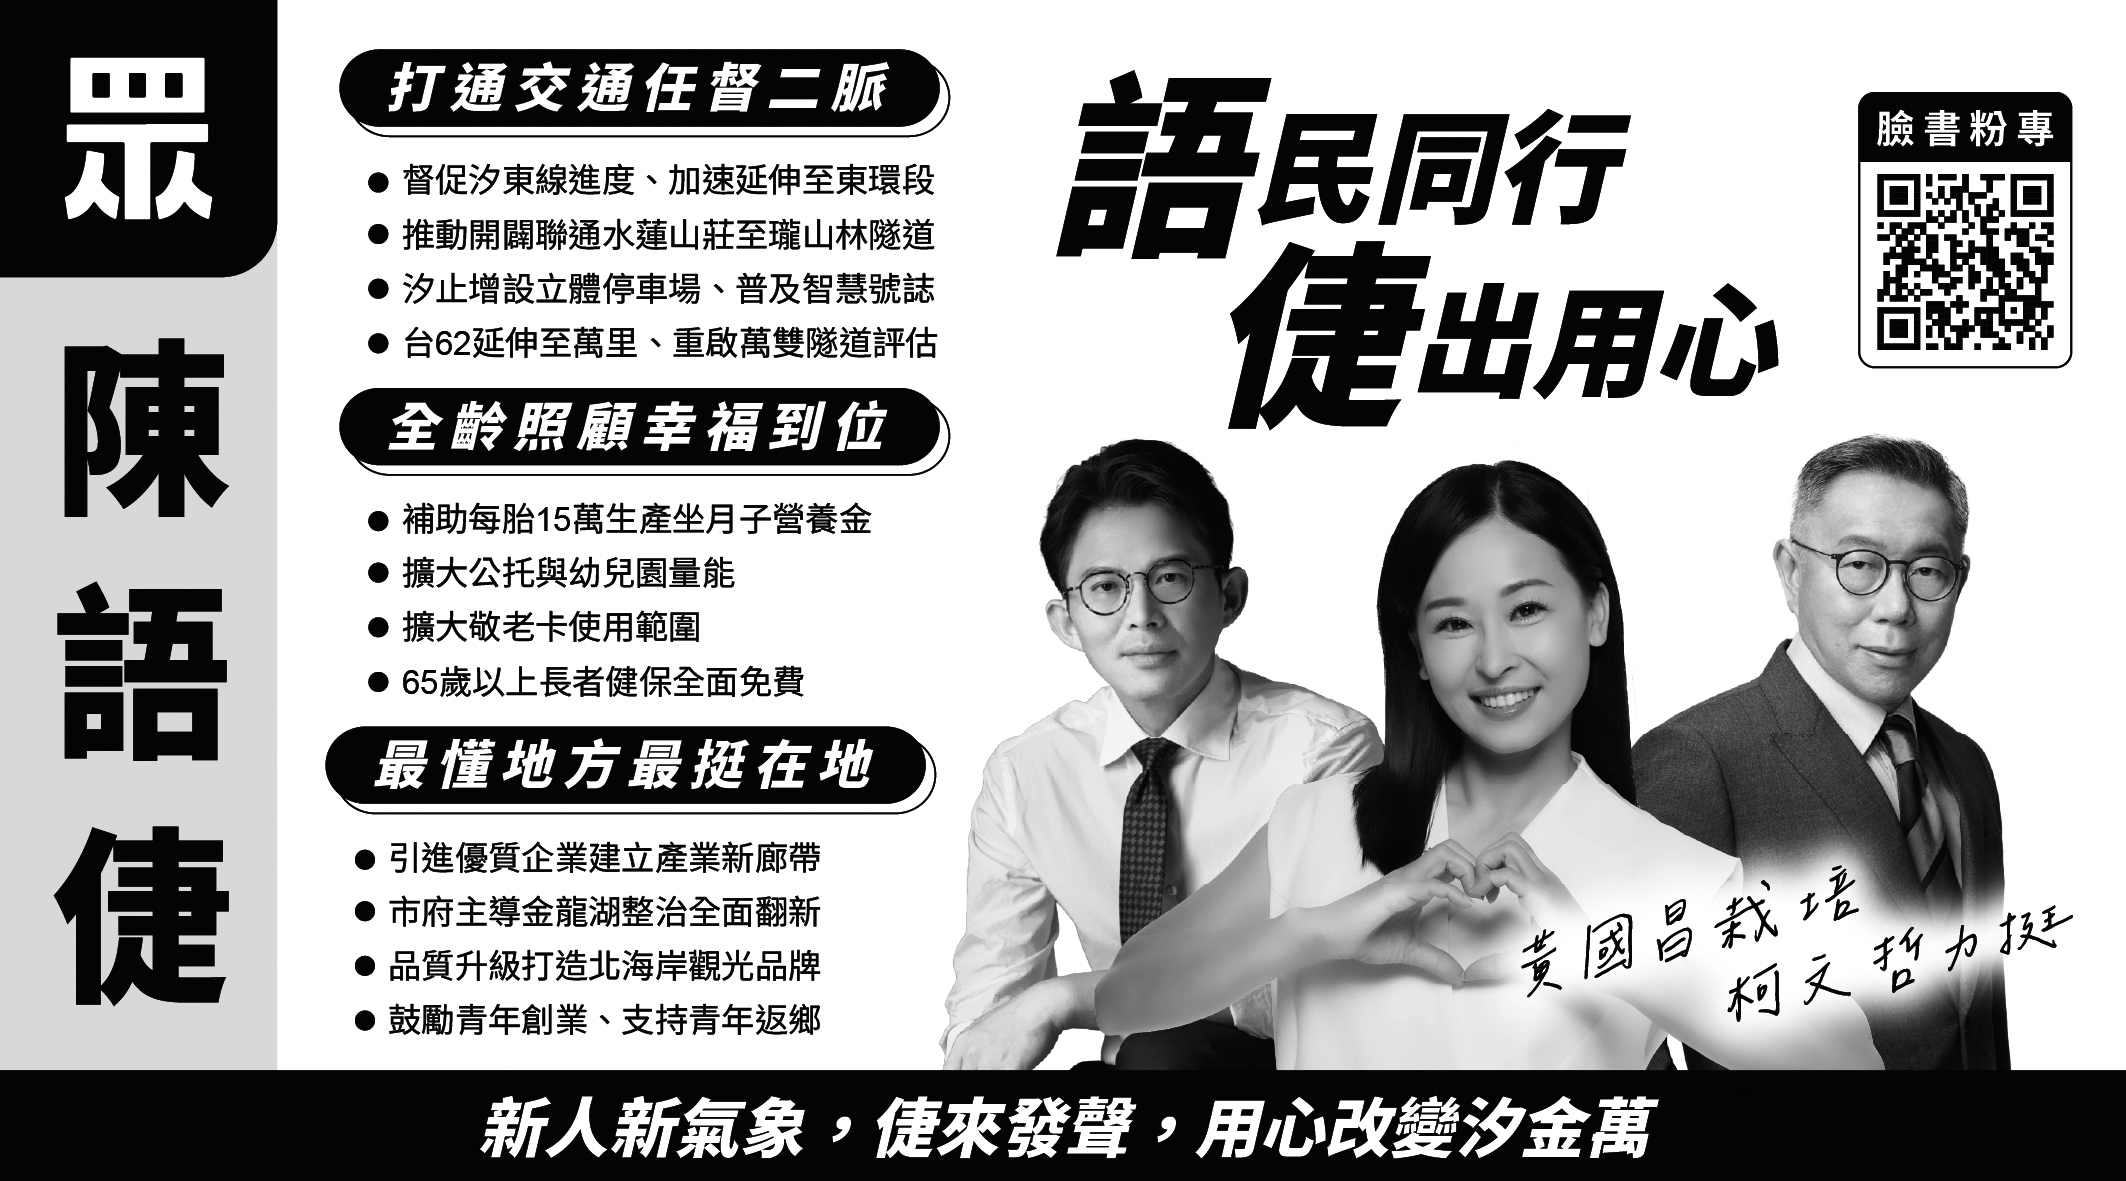 眾
陳語倢
打通交通任督二脈
● 督促汐東線進度、加速延伸至東環段
● 推動開闢聯通水蓮山莊至瓏山林隧道
● 汐止增設立體停車場、普及智慧號誌
● 台62延伸至萬里、重啟萬雙隧道評估
全齡照顧幸福到位
● 補助每胎15萬生產坐月子營養金
● 擴大公托與幼兒園量能
● 擴大敬老卡使用範圍
● 65歲以上長者健保全面免費
最懂地方最挺在地
● 引進優質企業建立產業新廊帶
● 市府主導金龍湖整治全面翻新
● 品質升級打造北海岸觀光品牌
● 鼓勵青年創業、支持青年返鄉
語民同行
倢出用心
臉書粉專
黃國昌栽培
柯文哲力挺
新人新氣象，倢來發聲，用心改變汐金萬